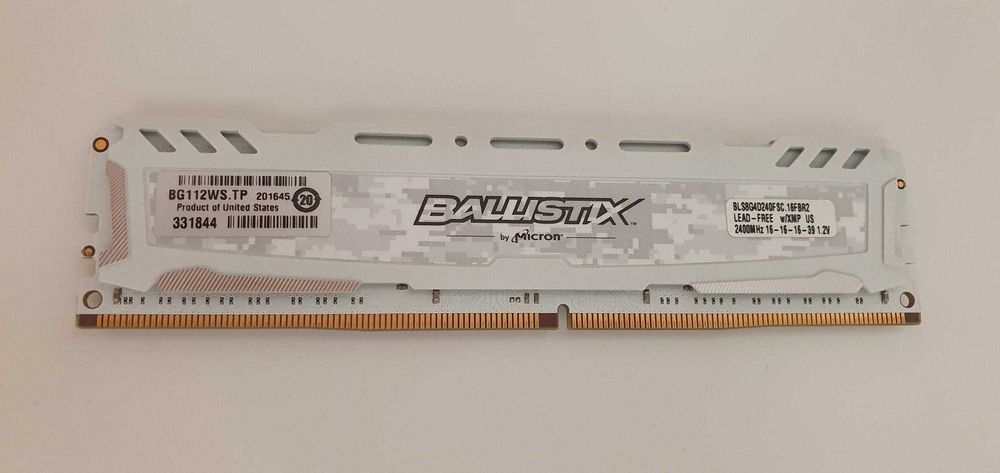 BG112WS.TP 201645 20
Product of United States
331844
BALLISTIX™
by Micron®
BLS8G4D240FSC.16FBR2
LEAD-FREE w/XMP US
2400MHz 16-16-16-39 1.2V